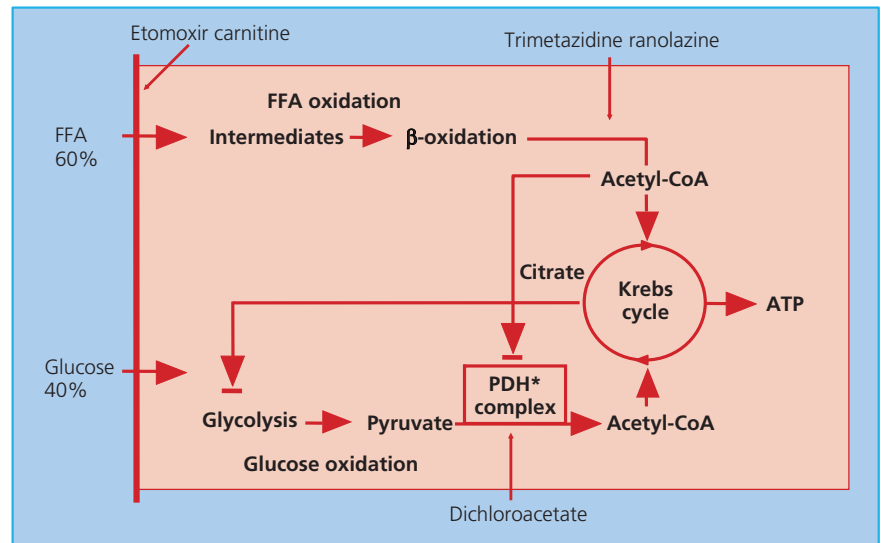 Etomoxir carnitine
Trimetazidine ranolazine
FFA oxidation
FFA
60%
Intermediates
β-oxidation
Acetyl-CoA
Citrate
Krebs
cycle
ATP
Glucose
40%
PDH*
complex
Glycolysis
Pyruvate
Acetyl-CoA
Glucose oxidation
Dichloroacetate